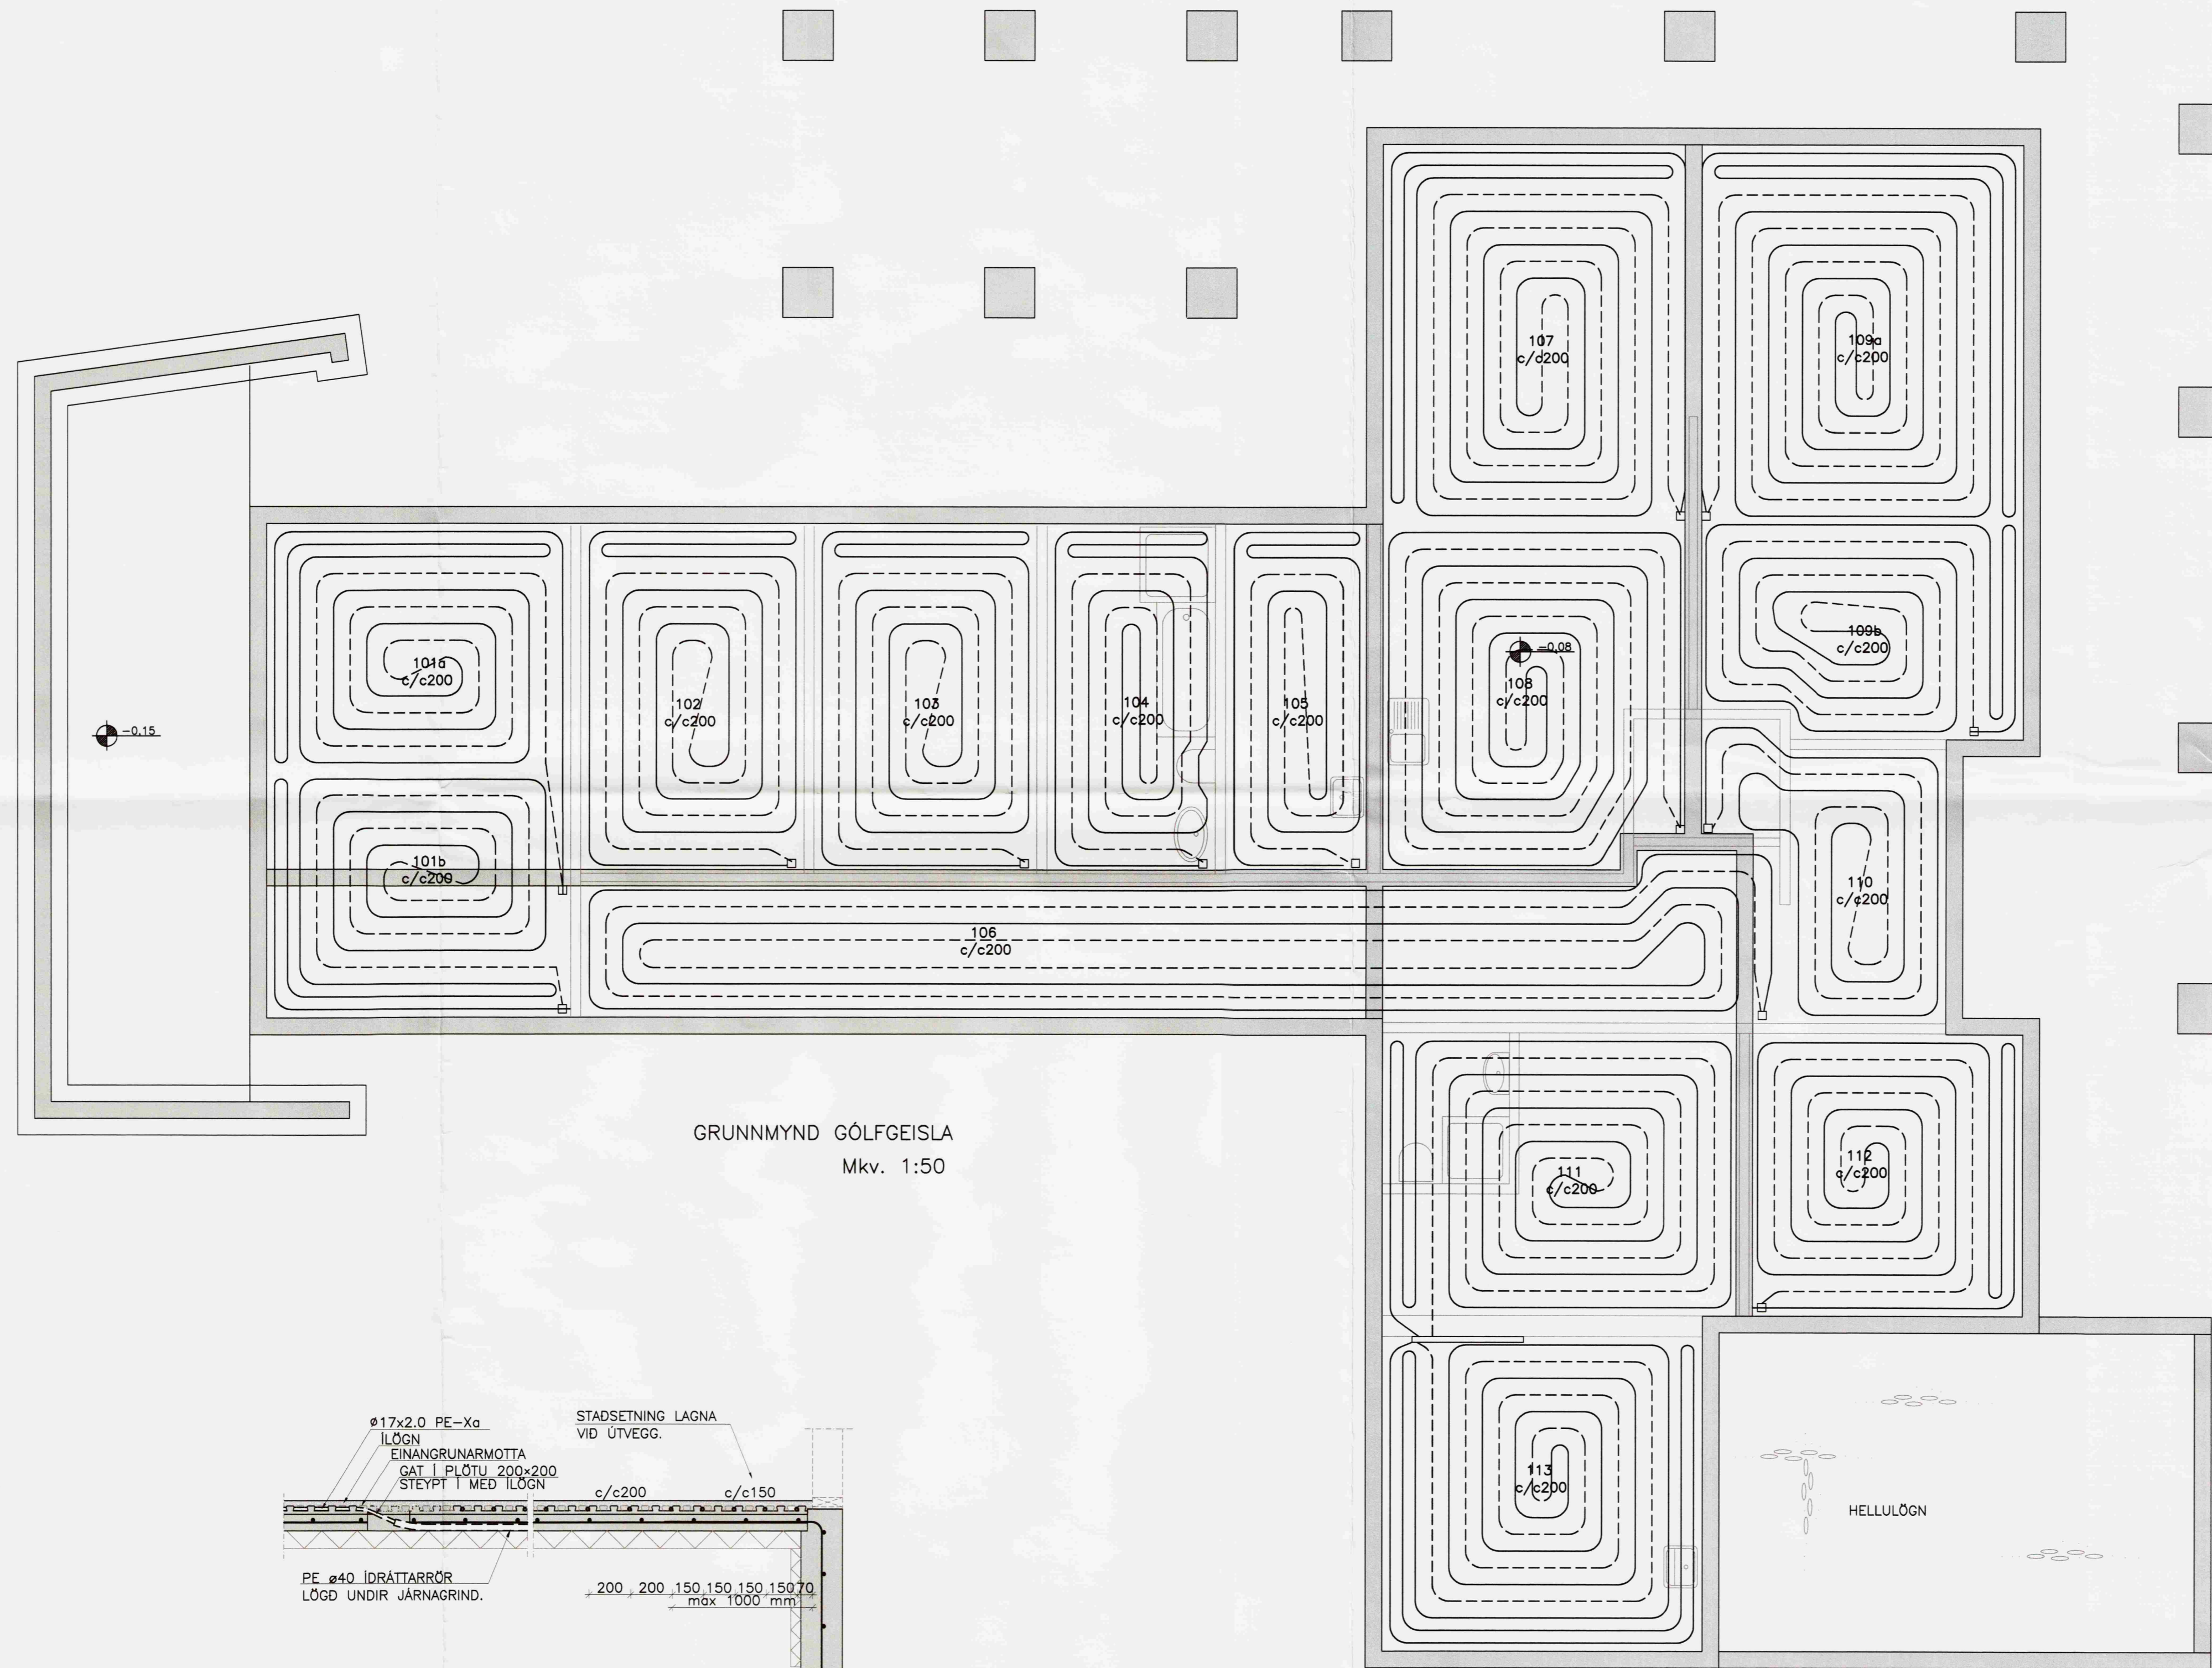 107
c/c200
109a
c/c200
101a
c/c200
102
c/c200
103
c/c200
104
c/c200
105
c/c200
-0,08
108
c/c200
109b
c/c200
-0.15
101b
c/c200
106
c/c200
110
c/c200
GRUNNMYND GÓLFGEISLA
Mkv. 1:50
111
c/c200
112
c/c200
113
c/c200
HELLULÖGN
ø17x2.0 PE-Xa
ÍLÖGN
EINANGRUNARMOTTA
GAT Í PLÖTU 200×200
STEYPT Í MEÐ ÍLÖGN
STAÐSETNING LAGNA
VIÐ ÚTVEGG.
c/c200
c/c150
PE ø40 ÍDRÁTTARRÖR
LÖGÐ UNDIR JÁRNAGRIND.
200 200 150 150 150 150 70
max 1000 mm